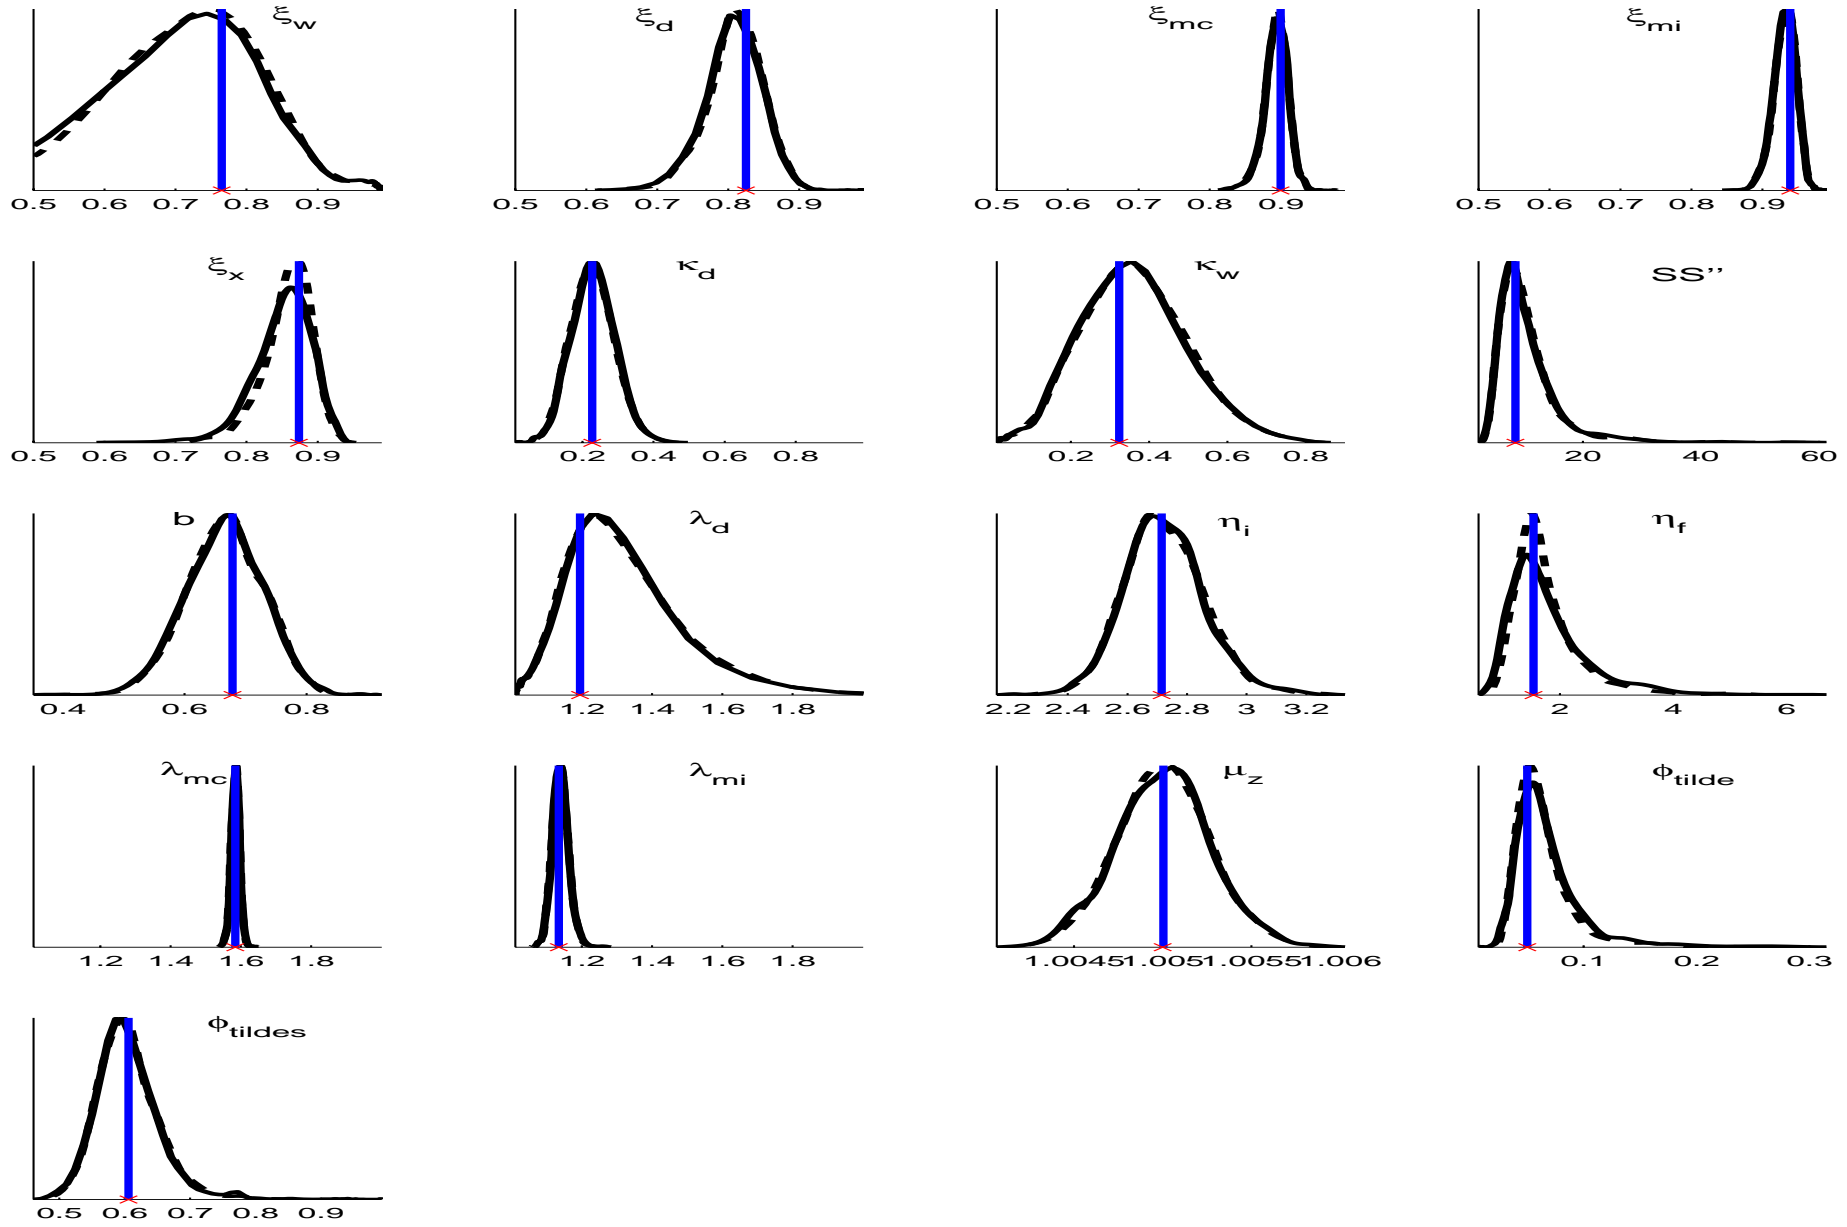 ξw ξd ξmc ξmi
0.5 0.6 0.7 0.8 0.9 0.5 0.6 0.7 0.8 0.9 0.5 0.6 0.7 0.8 0.9 0.5 0.6 0.7 0.8 0.9
ξx κd κw SS''
0.5 0.6 0.7 0.8 0.9 0.2 0.4 0.6 0.8 0.2 0.4 0.6 0.8 20 40 60
b λd ηi ηf
0.4 0.6 0.8 1.2 1.4 1.6 1.8 2.2 2.4 2.6 2.8 3 3.2 2 4 6
λmc λmi μz ϕtilde
1.2 1.4 1.6 1.8 1.2 1.4 1.6 1.8 1.0045 1.005 1.0055 1.006 0.1 0.2 0.3
ϕtildes
0.5 0.6 0.7 0.8 0.9